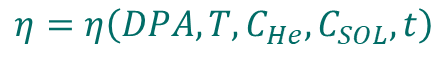 η = η(DPA, T, C_He, C_SOL, t)